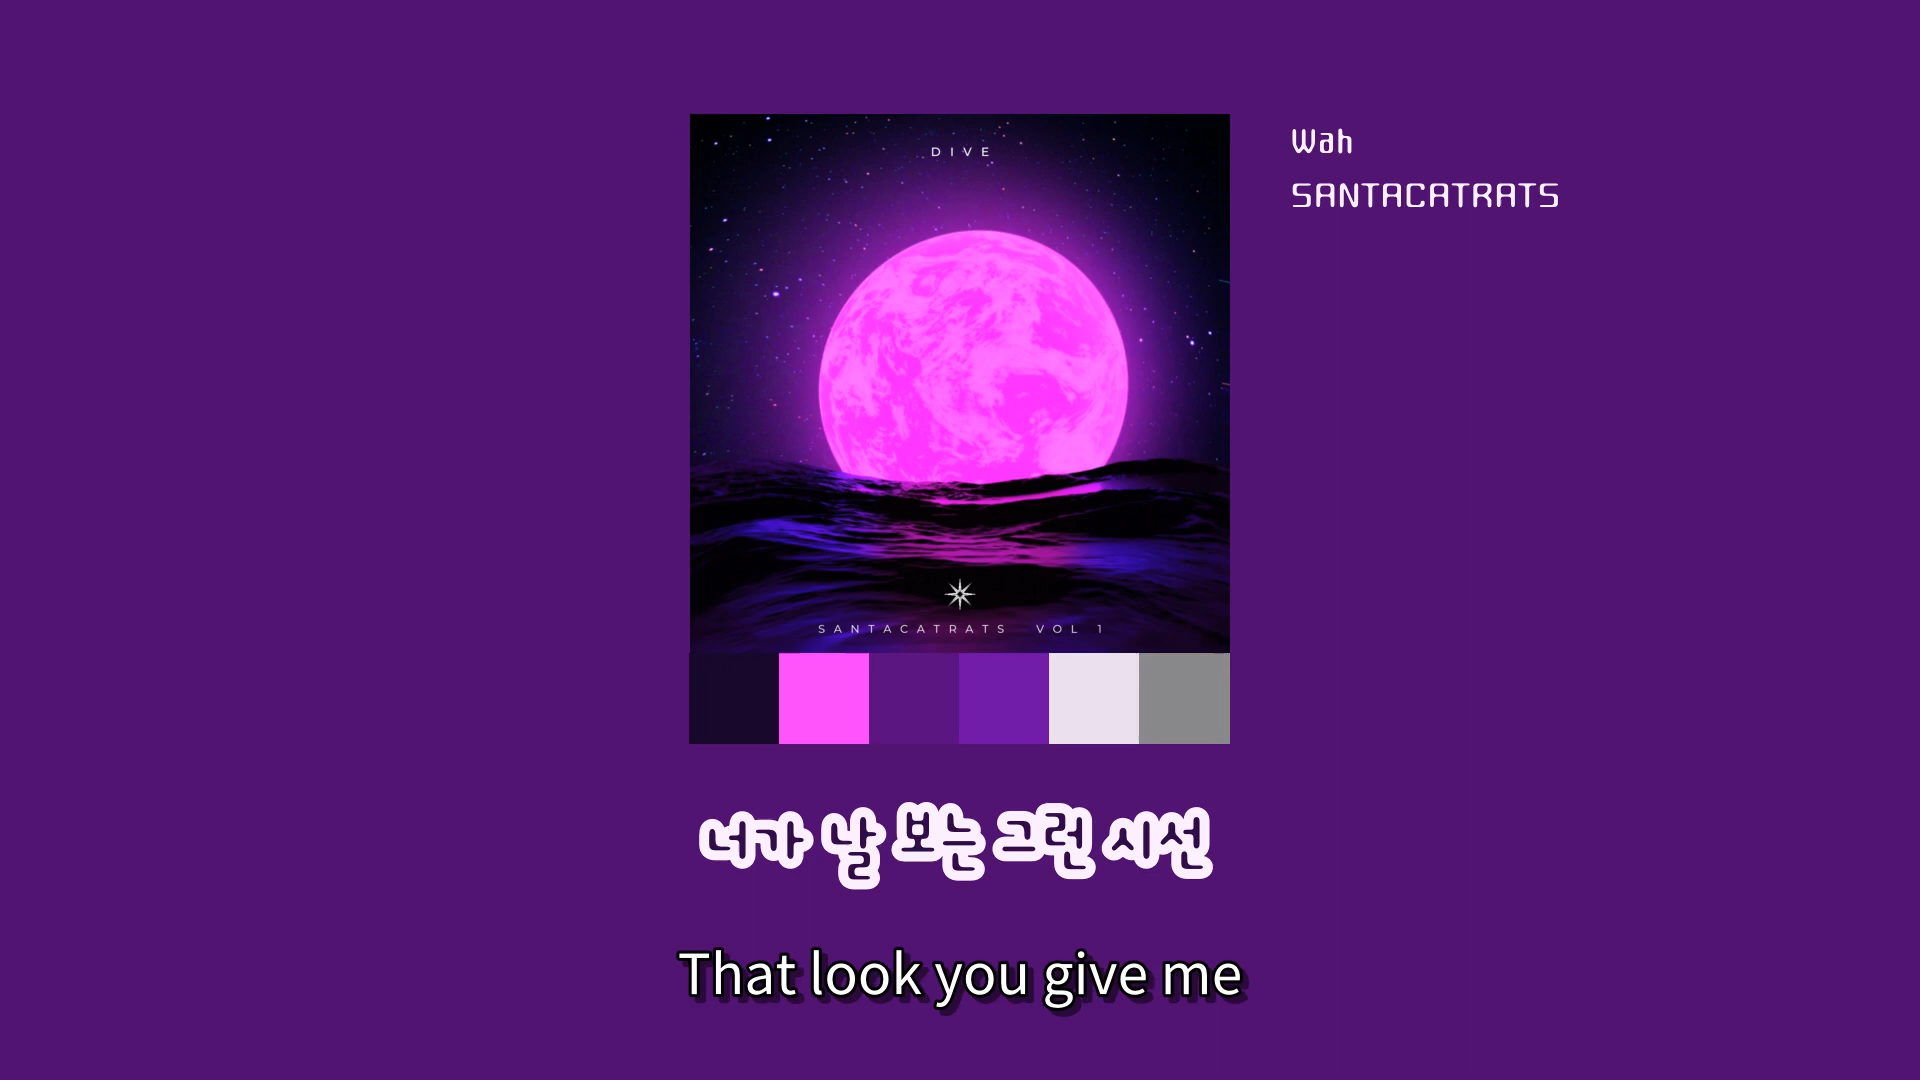 DIVE
SANTACATRATS VOL 1
Wah
SANTACATRATS
너가 날 보는 그런 시선
That look you give me